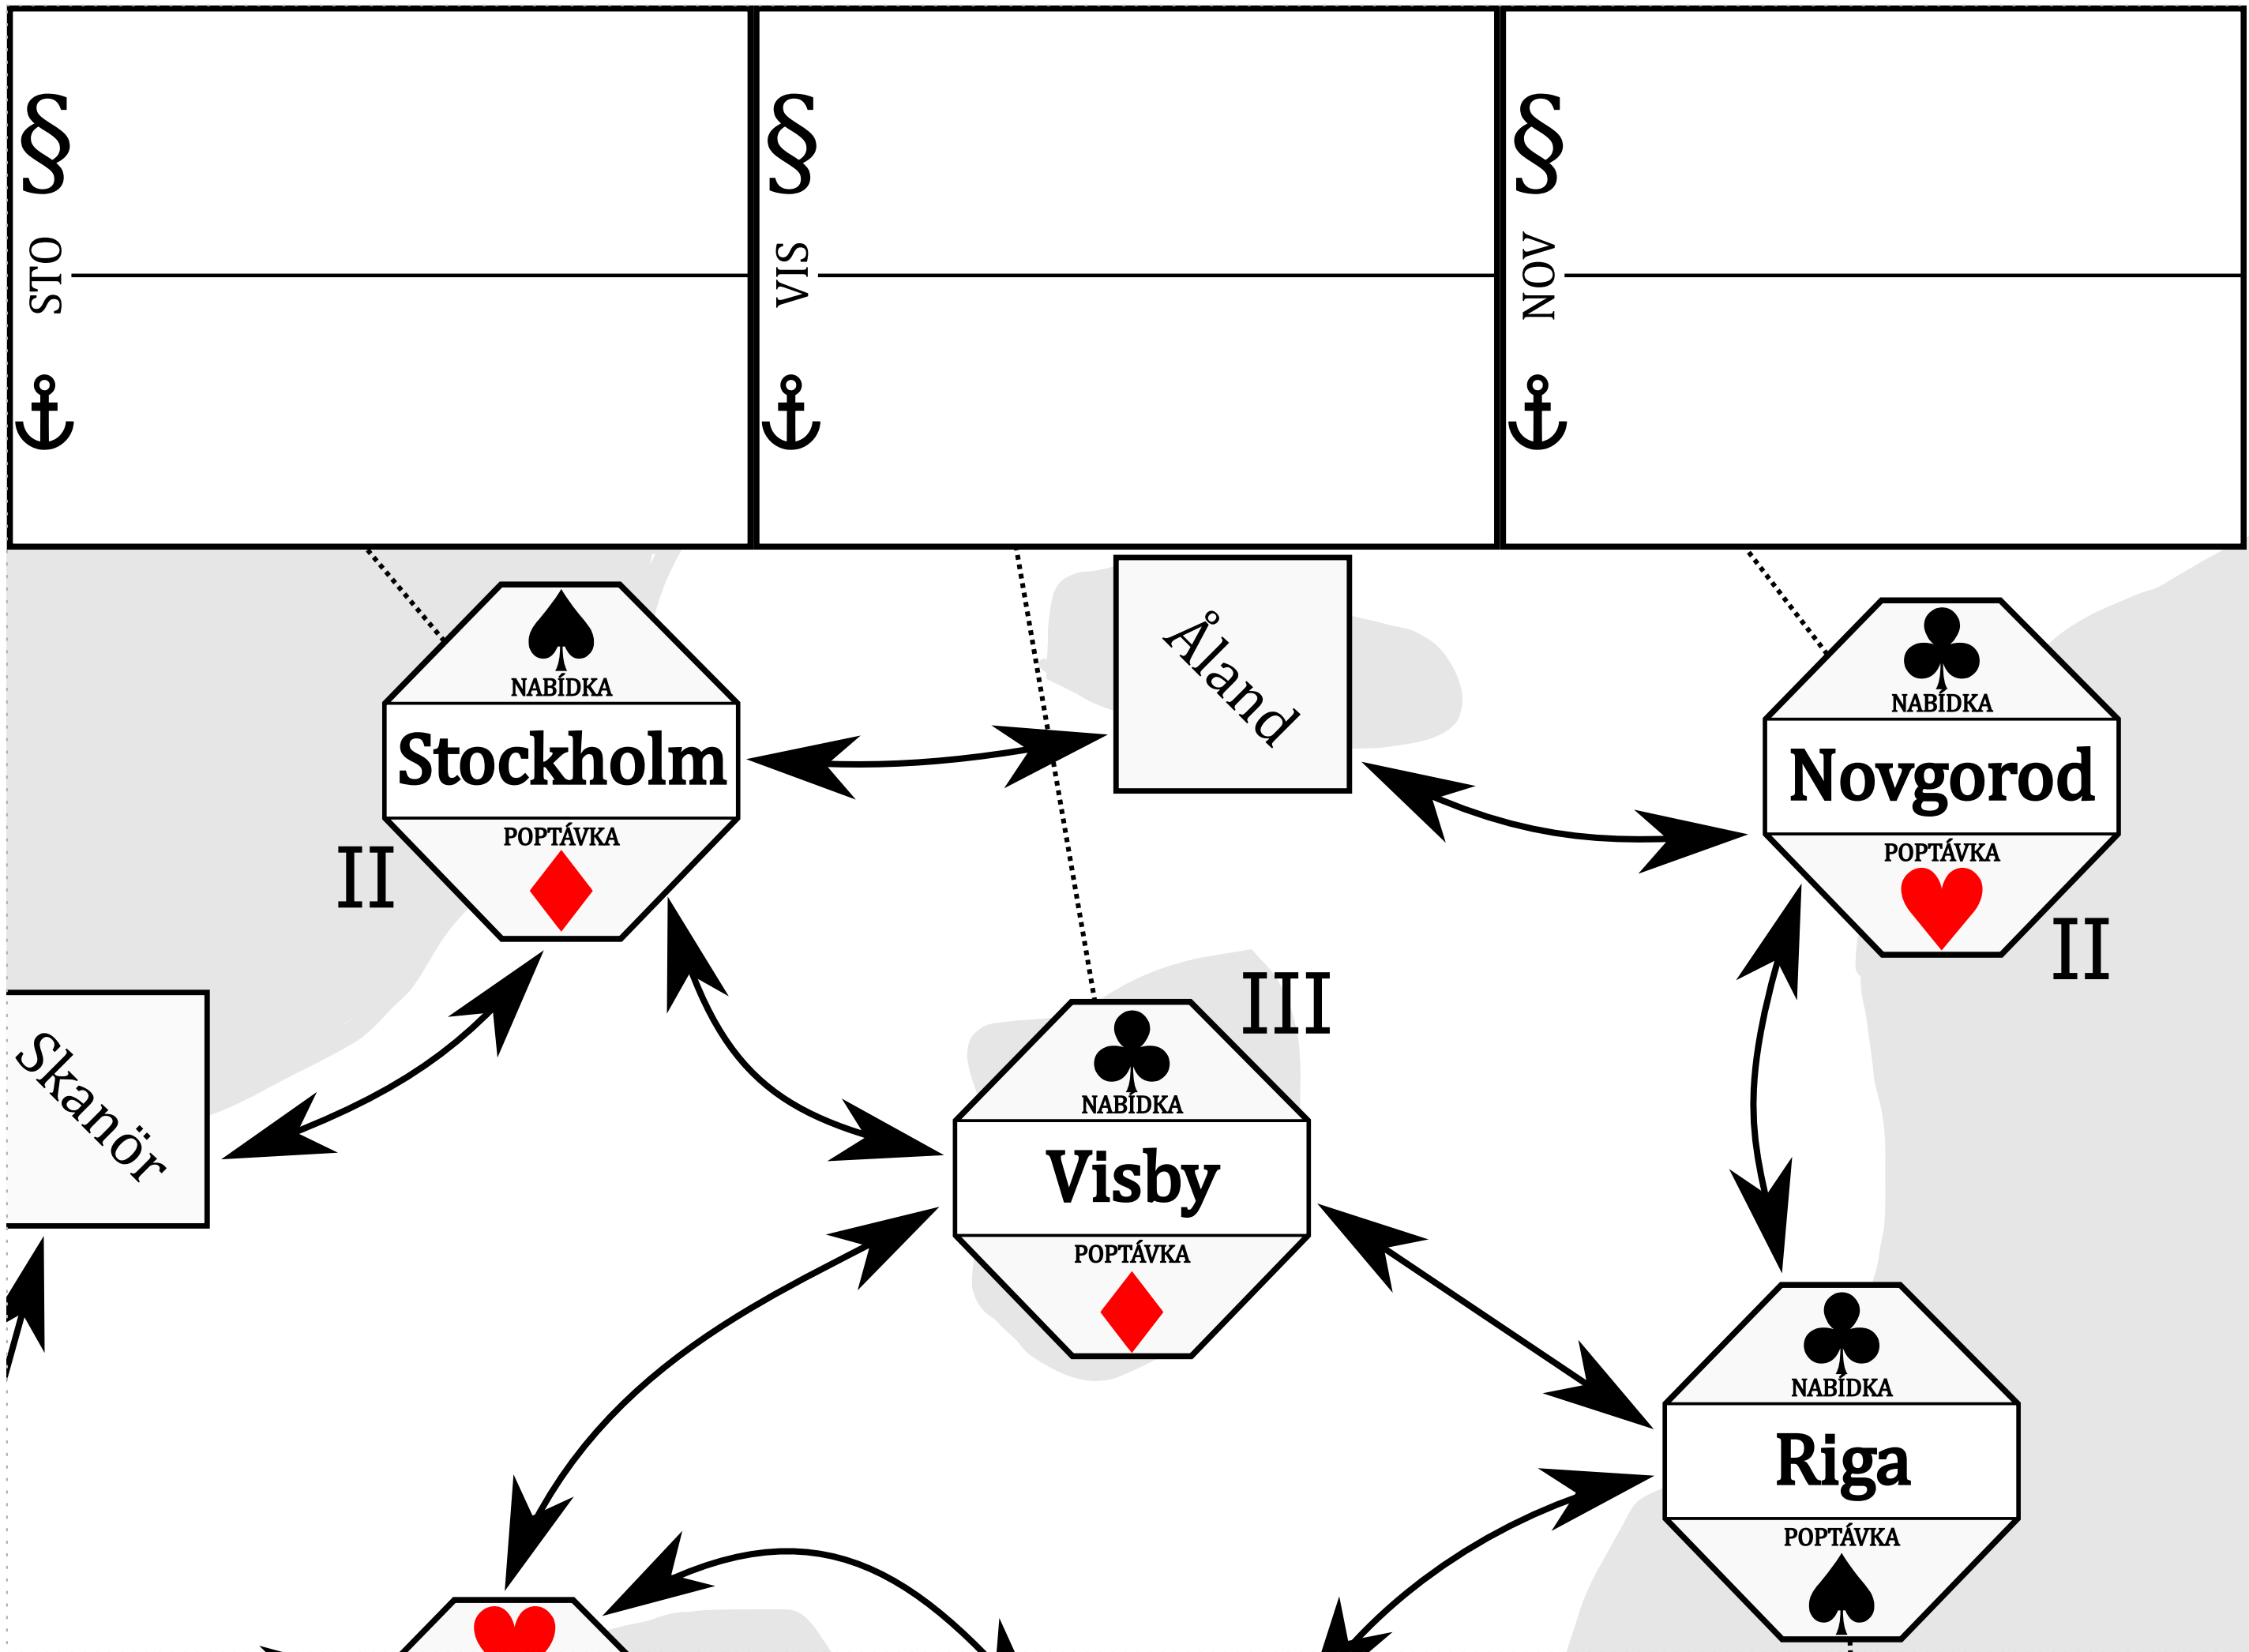 §
STO
§
VIS
§
NOV
Åland
NABÍDKA
Stockholm
POPTÁVKA
II
NABÍDKA
Novgorod
POPTÁVKA
II
Skanör
III
NABÍDKA
Visby
POPTÁVKA
NABÍDKA
Riga
POPTÁVKA